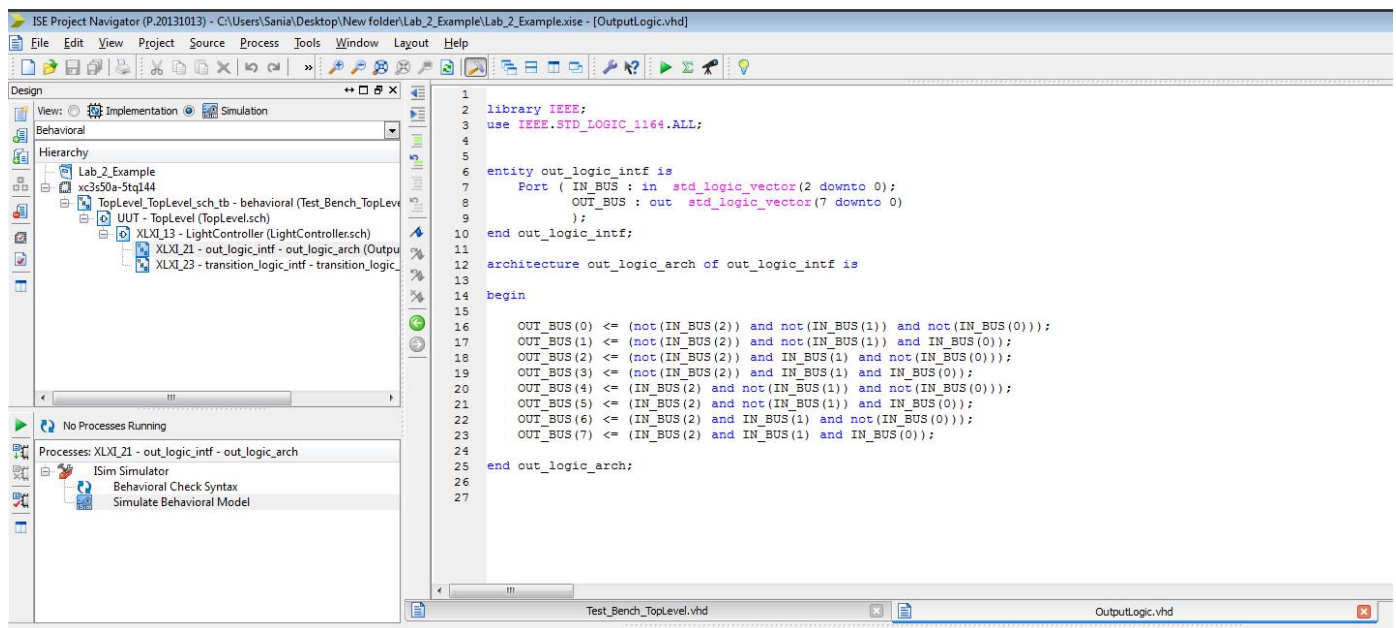 ISE Project Navigator (P.20131013) - C:\Users\Sania\Desktop\New folder\Lab_2_Example\Lab_2_Example.xise - [OutputLogic.vhd]
File Edit View Project Source Process Tools Window Layout Help
Design
View: Implementation Simulation
Behavioral
Hierarchy
Lab_2_Example
xc3s50a-5tq144
TopLevel_TopLevel_sch_tb - behavioral (Test_Bench_TopLeve
UUT - TopLevel (TopLevel.sch)
XLXI_13 - LightController (LightController.sch)
XLXI_21 - out_logic_intf - out_logic_arch (Outpu
XLXI_23 - transition_logic_intf - transition_logic_
No Processes Running
Processes: XLXI_21 - out_logic_intf - out_logic_arch
ISim Simulator
Behavioral Check Syntax
Simulate Behavioral Model
1
2 library IEEE;
3 use IEEE.STD_LOGIC_1164.ALL;
4
5
6 entity out_logic_intf is
7 Port ( IN_BUS : in std_logic_vector(2 downto 0);
8 OUT_BUS : out std_logic_vector(7 downto 0)
9 );
10 end out_logic_intf;
11
12 architecture out_logic_arch of out_logic_intf is
13
14 begin
15
16 OUT_BUS(0) <= (not(IN_BUS(2)) and not(IN_BUS(1)) and not(IN_BUS(0)));
17 OUT_BUS(1) <= (not(IN_BUS(2)) and not(IN_BUS(1)) and IN_BUS(0));
18 OUT_BUS(2) <= (not(IN_BUS(2)) and IN_BUS(1) and not(IN_BUS(0)));
19 OUT_BUS(3) <= (not(IN_BUS(2)) and IN_BUS(1) and IN_BUS(0));
20 OUT_BUS(4) <= (IN_BUS(2) and not(IN_BUS(1)) and not(IN_BUS(0)));
21 OUT_BUS(5) <= (IN_BUS(2) and not(IN_BUS(1)) and IN_BUS(0));
22 OUT_BUS(6) <= (IN_BUS(2) and IN_BUS(1) and not(IN_BUS(0)));
23 OUT_BUS(7) <= (IN_BUS(2) and IN_BUS(1) and IN_BUS(0));
24
25 end out_logic_arch;
26
27
Test_Bench_TopLevel.vhd
OutputLogic.vhd